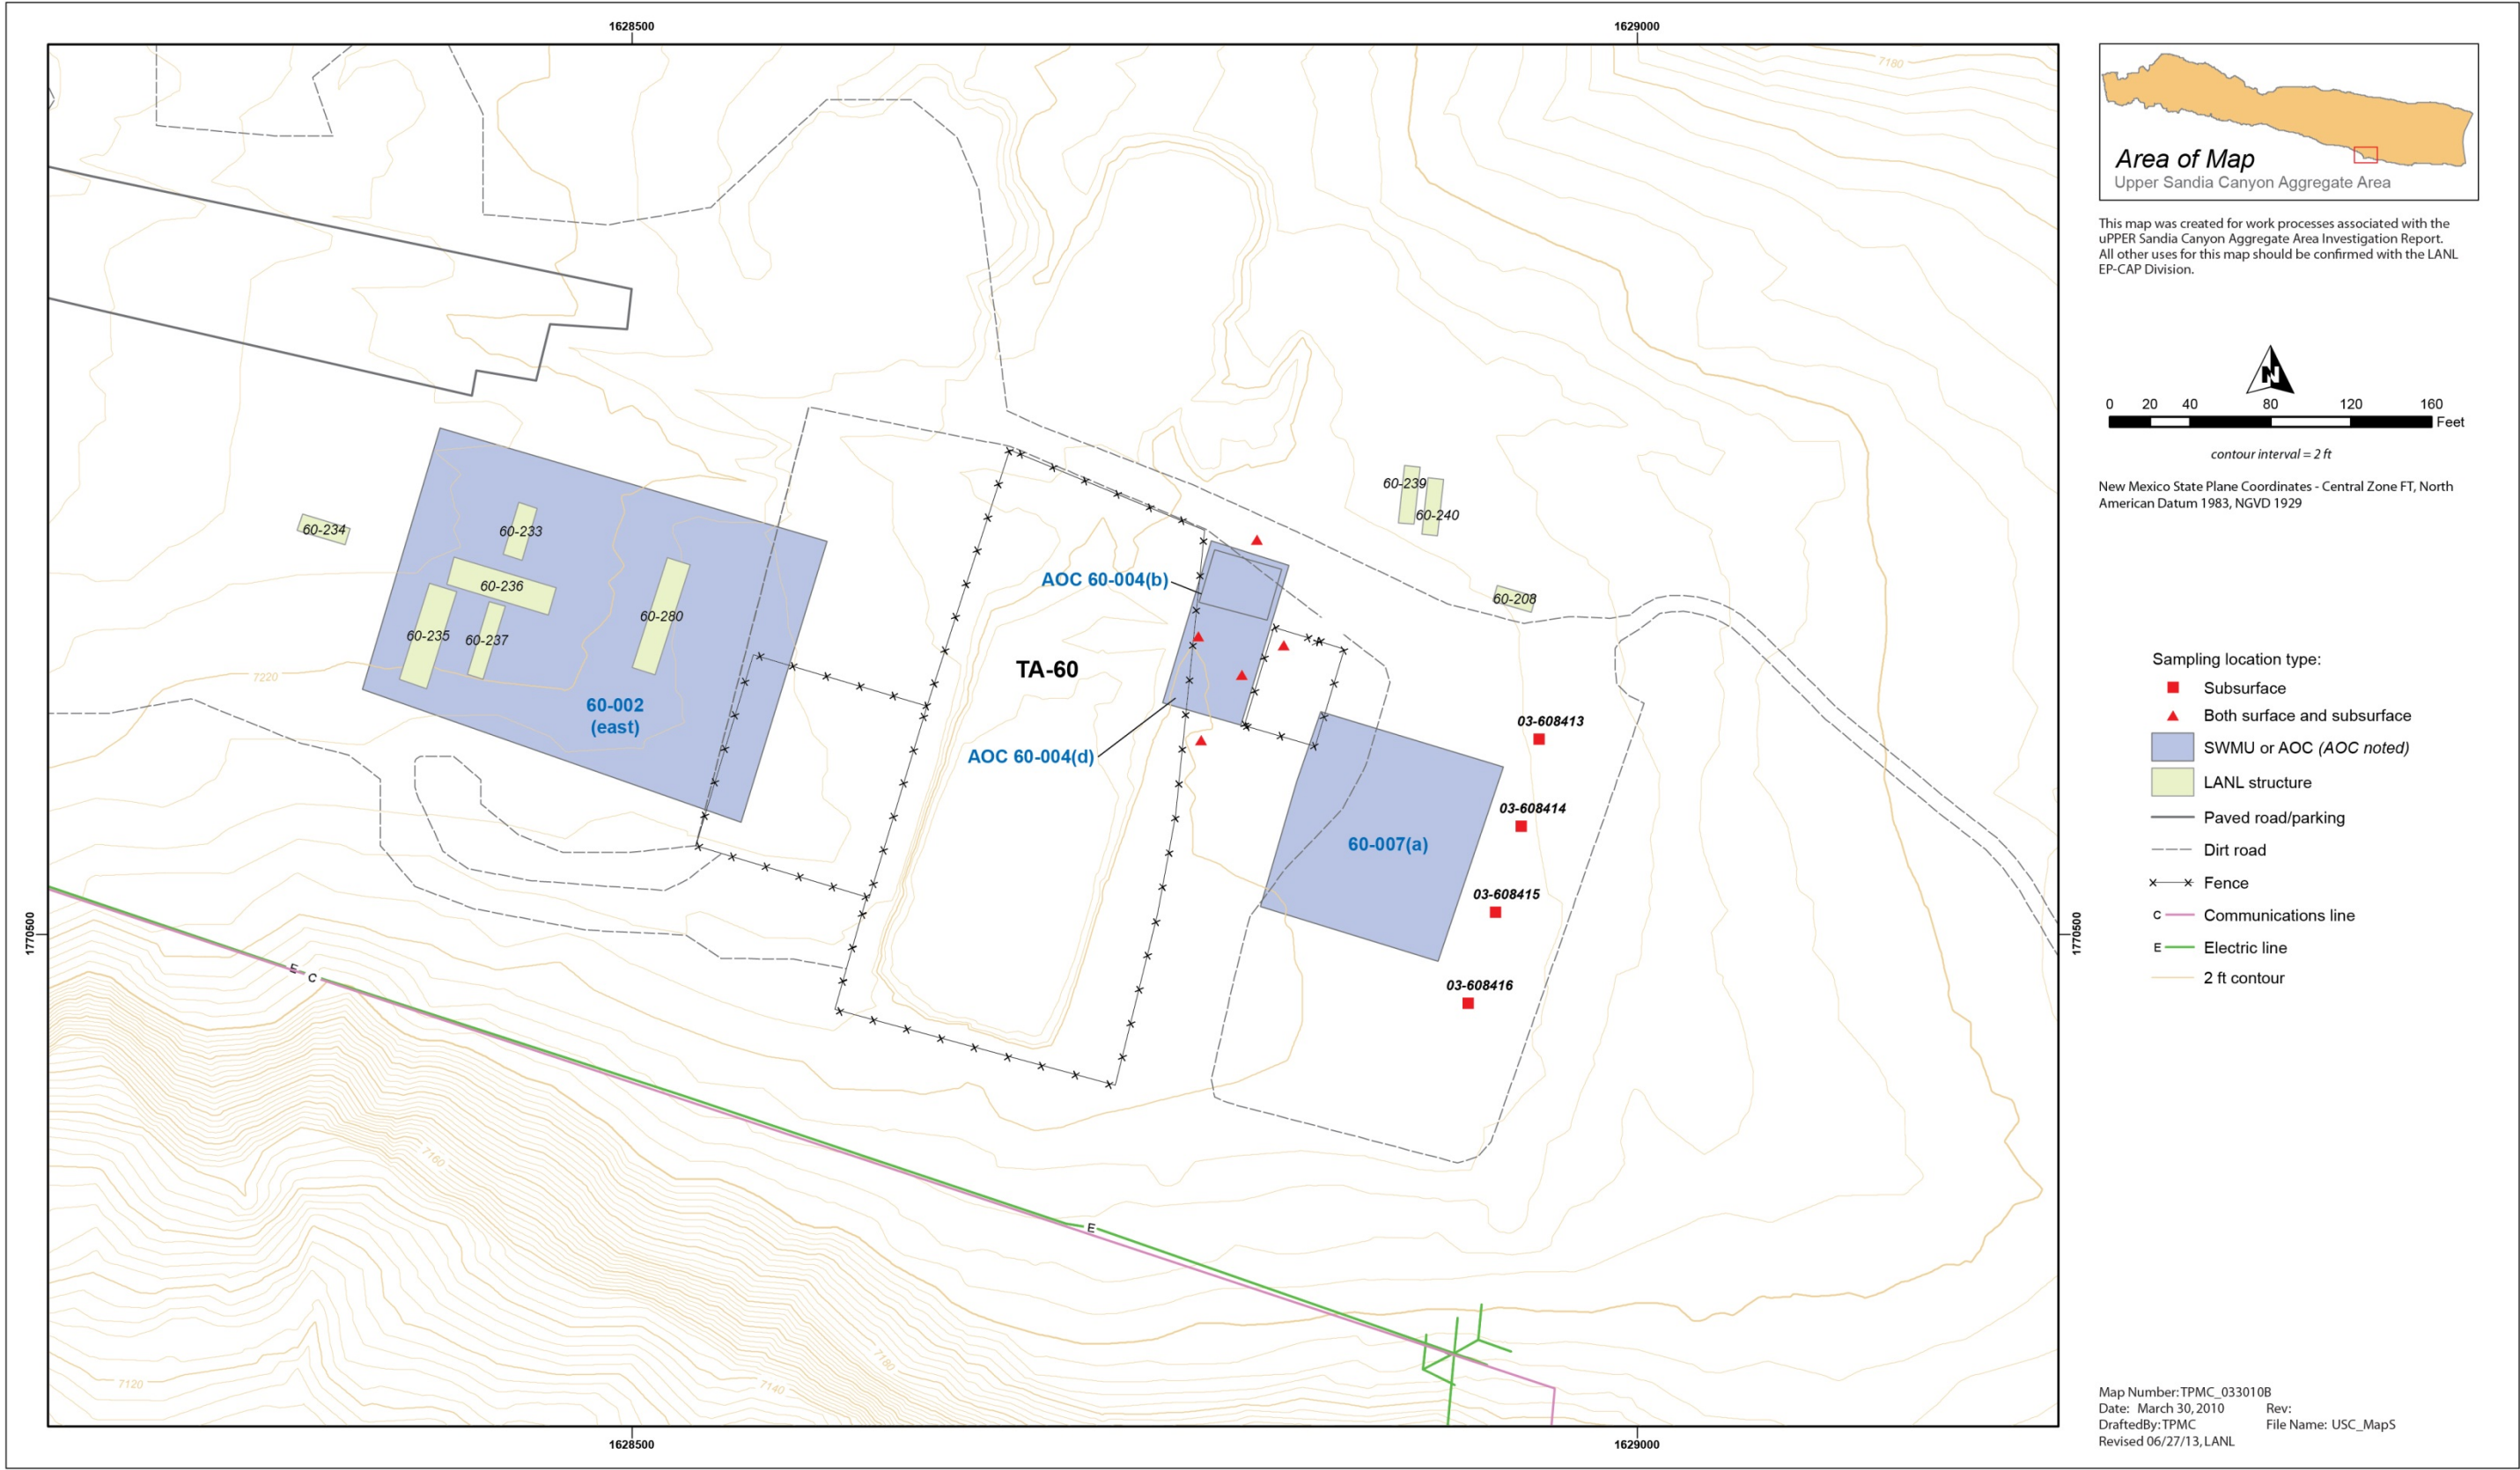 1628500
1629000
7180
Area of Map
Upper Sandia Canyon Aggregate Area
This map was created for work processes associated with the
uPPER Sandia Canyon Aggregate Area Investigation Report.
All other uses for this map should be confirmed with the LANL
EP-CAP Division.
N
0 20 40 80 120 160
Feet
contour interval = 2 ft
New Mexico State Plane Coordinates - Central Zone FT, North
American Datum 1983, NGVD 1929
60-239
60-240
60-234
60-233
60-236
60-235
60-237
60-280
60-208
AOC 60-004(b)
TA-60
7220
60-002
(east)
AOC 60-004(d)
03-608413
03-608414
60-007(a)
03-608415
03-608416
1770500
1770500
E
C
E
7160
7180
7140
7120
Sampling location type:
Subsurface
Both surface and subsurface
SWMU or AOC (AOC noted)
LANL structure
Paved road/parking
Dirt road
Fence
C Communications line
E Electric line
2 ft contour
1628500
1629000
Map Number: TPMC_033010B
Date: March 30, 2010 Rev:
DraftedBy: TPMC File Name: USC_MapS
Revised 06/27/13, LANL